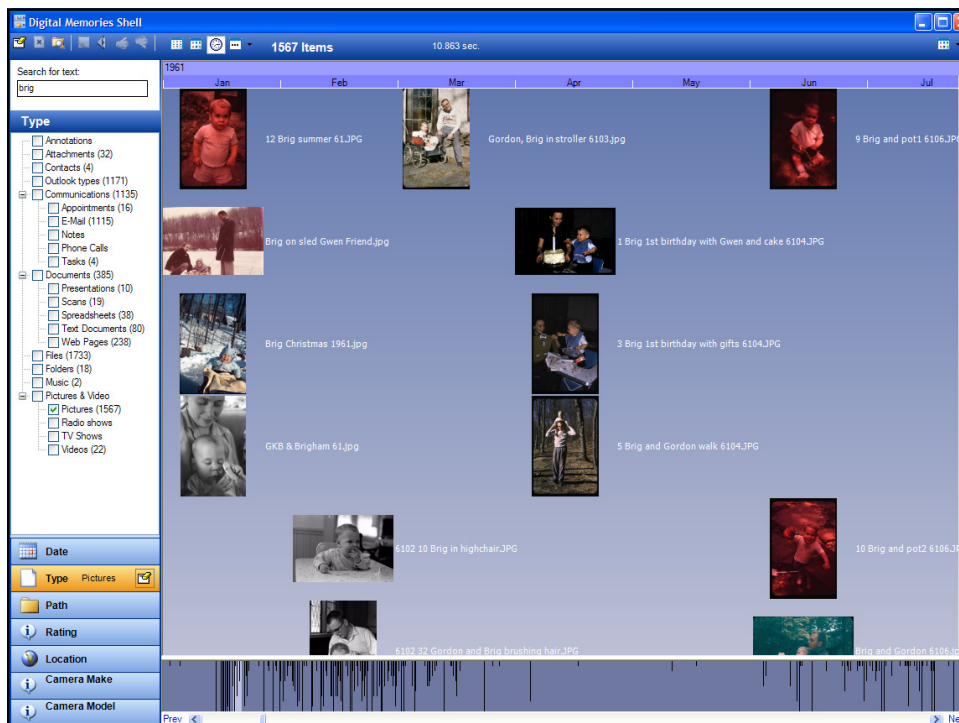 Digital Memories Shell
1567 Items
10.863 sec.
Search for text:
brig
Type
Annotations
Attachments (32)
Contacts (4)
Outlook types (1171)
Communications (1135)
Appointments (16)
E-Mail (1115)
Notes
Phone Calls
Tasks (4)
Documents (385)
Presentations (10)
Scans (19)
Spreadsheets (38)
Text Documents (80)
Web Pages (238)
Files (1733)
Folders (18)
Music (2)
Pictures & Video
Pictures (1567)
Radio shows
TV Shows
Videos (22)
Date
Type Pictures
Path
Rating
Location
Camera Make
Camera Model
1961
Jan Feb Mar Apr May Jun Jul
12 Brig summer 61.JPG
Gordon, Brig in stroller 6103.jpg
9 Brig and pot1 6106.JPG
Brig on sled Gwen Friend.jpg
1 Brig 1st birthday with Gwen and cake 6104.JPG
Brig Christmas 1961.jpg
3 Brig 1st birthday with gifts 6104.JPG
GKB & Brigham 61.jpg
5 Brig and Gordon walk 6104.JPG
6102 10 Brig in highchair.JPG
10 Brig and pot2 6106.JPG
6102 32 Gordon and Brig brushing hair.JPG
Brig and Gordon 6106.jp
Prev
Ne